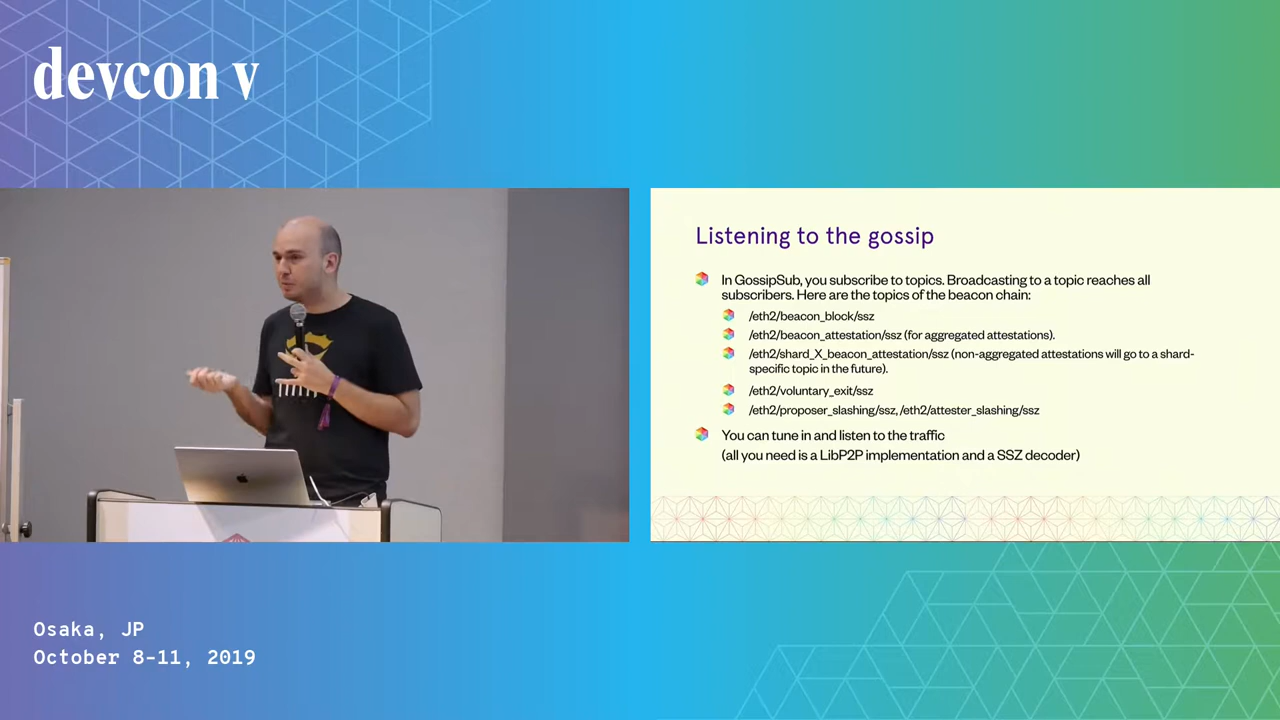 devcon v
Listening to the gossip
In GossipSub, you subscribe to topics. Broadcasting to a topic reaches all
subscribers. Here are the topics of the beacon chain:
/eth2/beacon_block/ssz
/eth2/beacon_attestation/ssz (for aggregated attestations).
/eth2/shard_X_beacon_attestation/ssz (non-aggregated attestations will go to a shard-
specific topic in the future).
/eth2/voluntary_exit/ssz
/eth2/proposer_slashing/ssz, /eth2/attester_slashing/ssz
You can tune in and listen to the traffic
(all you need is a LibP2P implementation and a SSZ decoder)
Osaka, JP
October 8-11, 2019